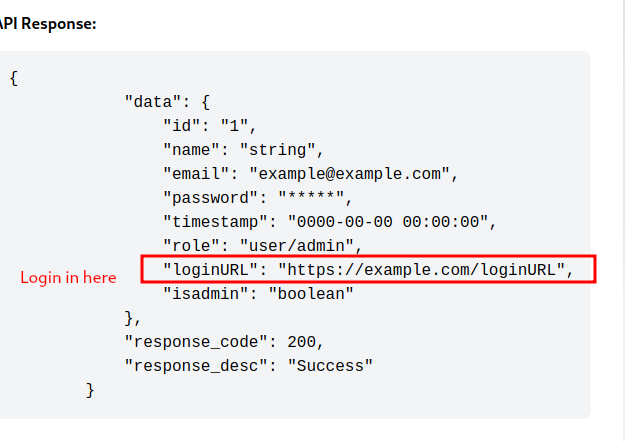 API Response:
{
"data": {
"id": "1",
"name": "string",
"email": "example@example.com",
"password": "*****",
"timestamp": "0000-00-00 00:00:00",
"role": "user/admin",
Login in here "loginURL": "https://example.com/loginURL",
"isadmin": "boolean"
},
"response_code": 200,
"response_desc": "Success"
}